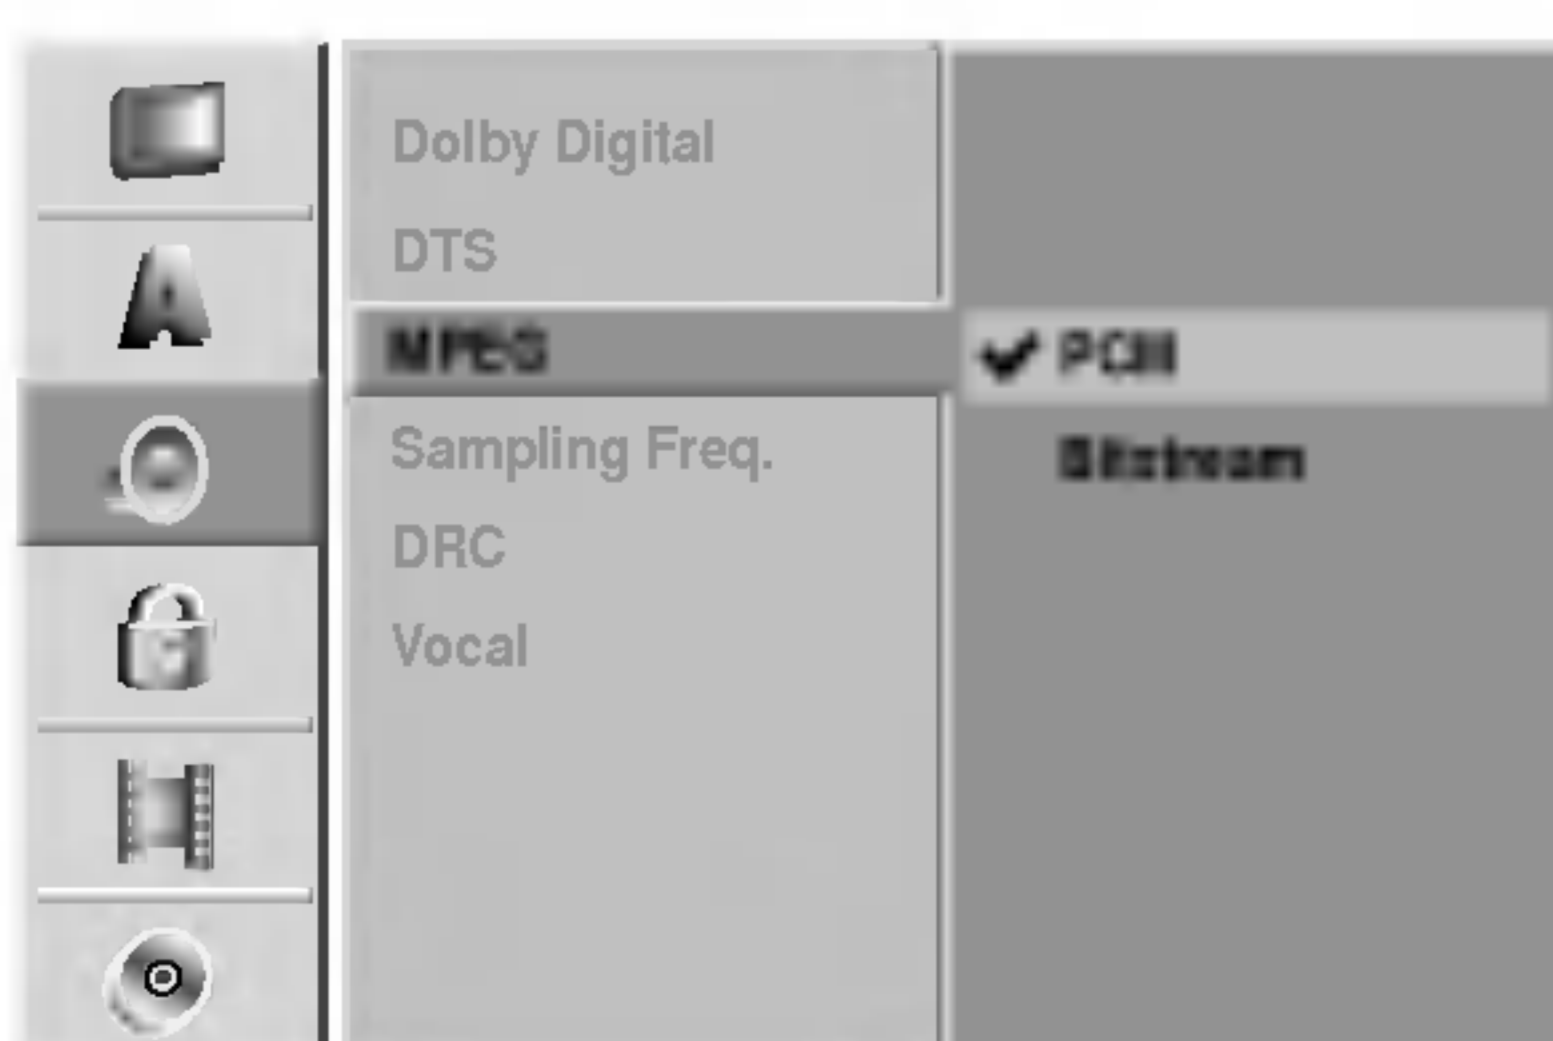 Dolby Digital
DTS
MPEG
PCM
Sampling Freq.
Bitstream
DRC
Vocal